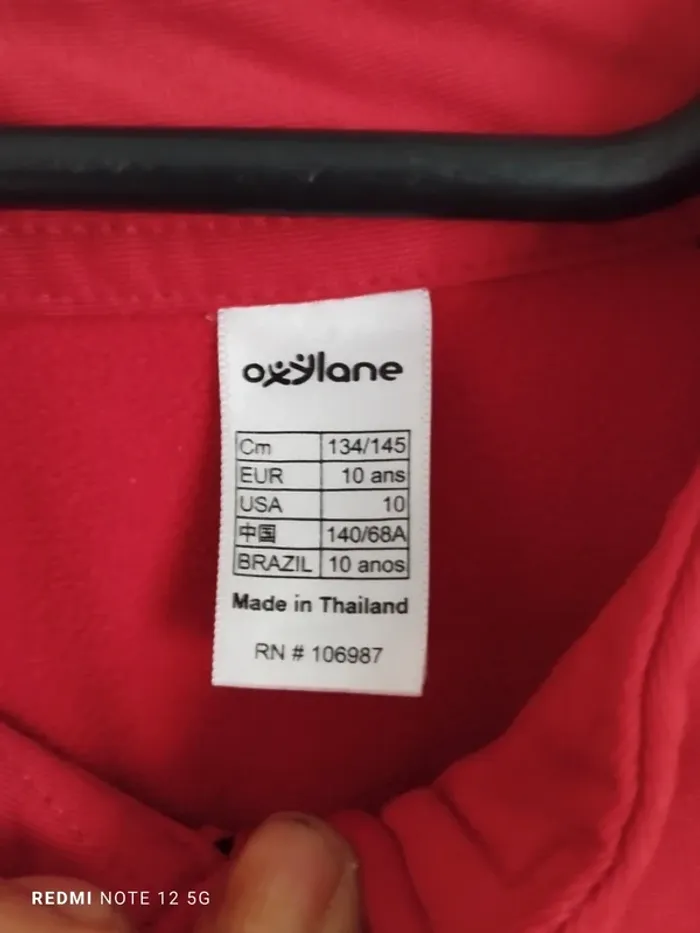 oxylane
Cm 134/145
EUR 10 ans
USA 10
中国 140/68A
BRAZIL 10 anos
Made in Thailand
RN # 106987
REDMI NOTE 12 5G